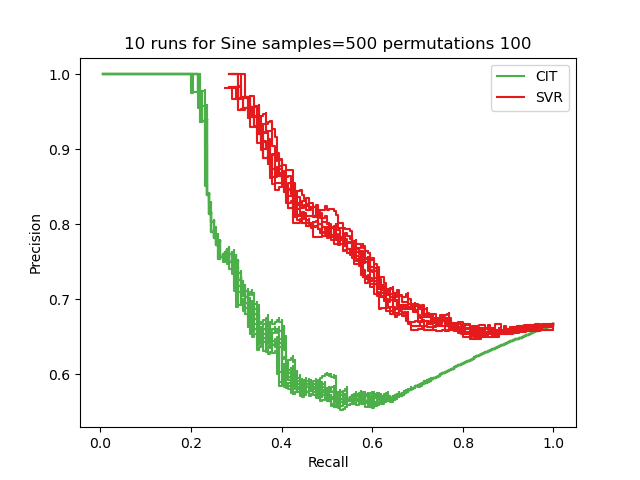 10 runs for Sine samples=500 permutations 100
CIT
SVR
1.0
0.9
0.8
0.7
0.6
Precision
0.0 0.2 0.4 0.6 0.8 1.0
Recall